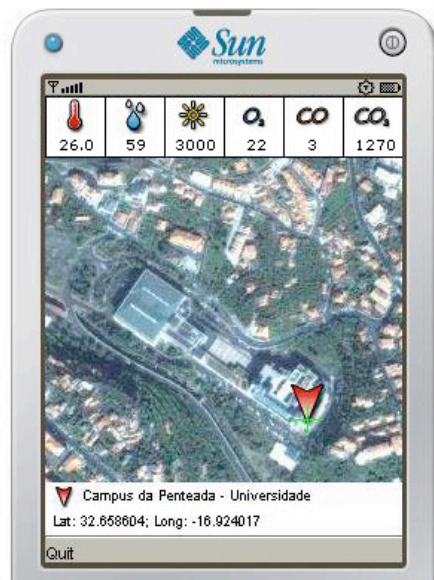 Sun
microsystems
O₂ CO CO₂
26.0 59 3000 22 3 1270
Campus da Penteada - Universidade
Lat: 32.658604; Long: -16.924017
Quit